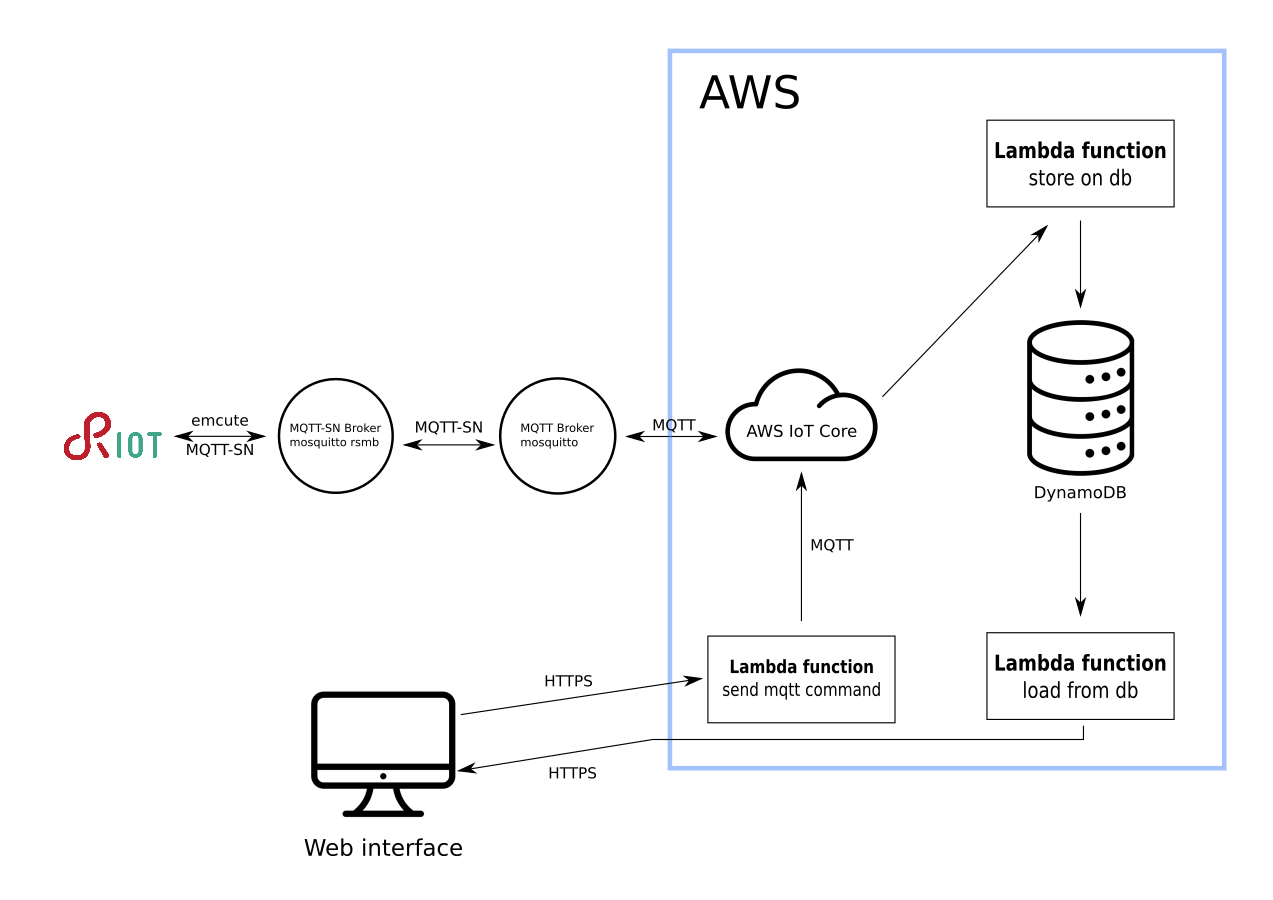 AWS
Lambda function
store on db
emcute
MQTT-SN
RIOT
MQTT-SN Broker
mosquitto rsmb
MQTT-SN
MQTT Broker
mosquitto
MQTT
AWS IoT Core
DynamoDB
MQTT
Lambda function
send mqtt command
Lambda function
load from db
HTTPS
HTTPS
Web interface